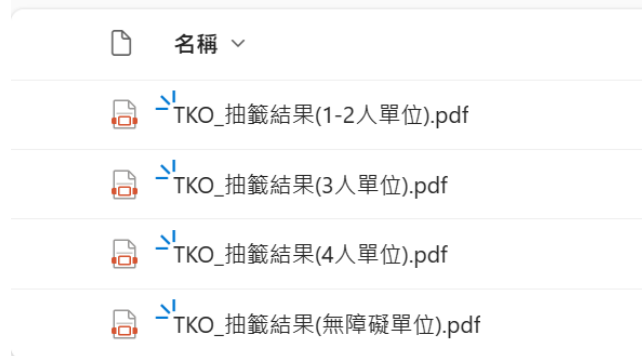 名稱
TKO_抽籤結果(1-2人單位).pdf
TKO_抽籤結果(3人單位).pdf
TKO_抽籤結果(4人單位).pdf
TKO_抽籤結果(無障礙單位).pdf